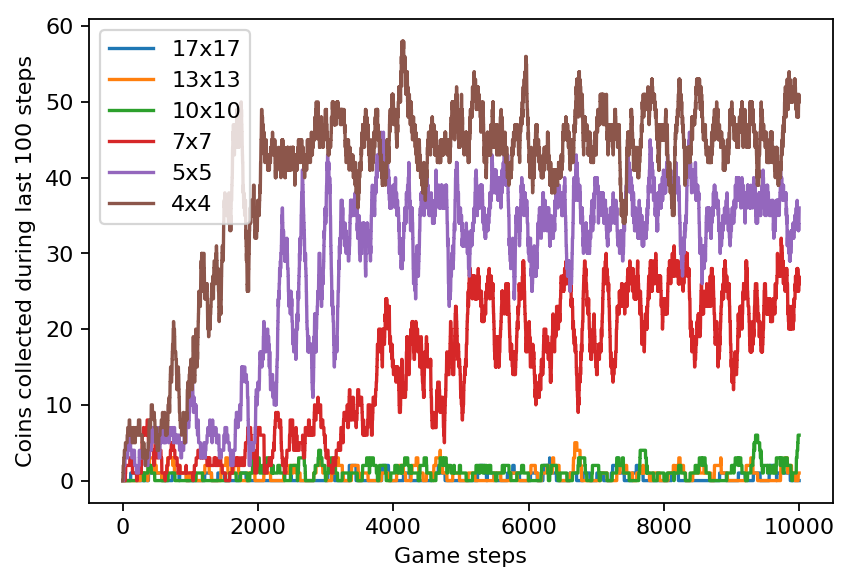 60
50
40
30
20
10
0
Coins collected during last 100 steps
17x17
13x13
10x10
7x7
5x5
4x4
0 2000 4000 6000 8000 10000
Game steps